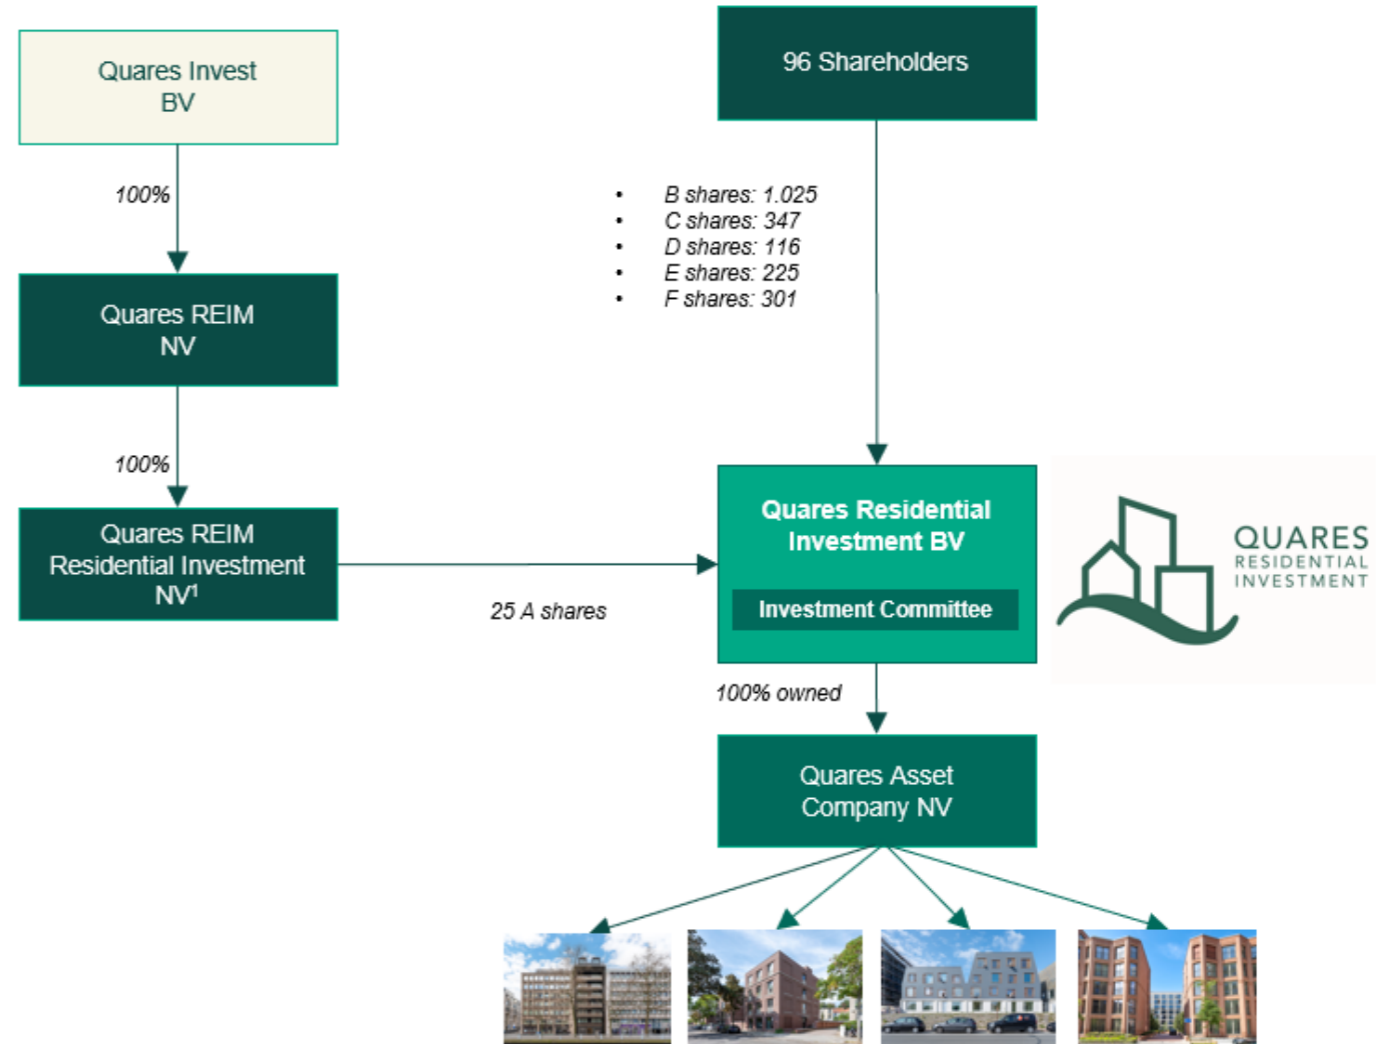 Quares Invest
BV
96 Shareholders
100%
• B shares: 1.025
• C shares: 347
• D shares: 116
• E shares: 225
• F shares: 301
Quares REIM
NV
100%
Quares REIM
Residential Investment
NV¹
25 A shares
Quares Residential
Investment BV
Investment Committee
QUARES
RESIDENTIAL
INVESTMENT
100% owned
Quares Asset
Company NV